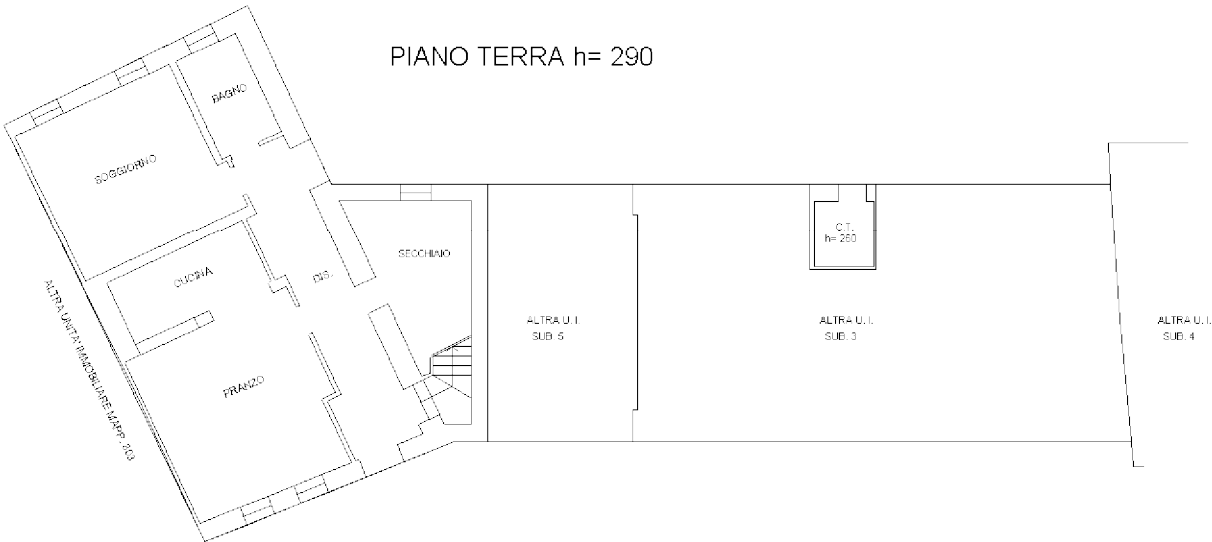 PIANO TERRA h= 290
BAGNO
SOGGIORNO
C.T.
h= 260
SECCHIAIO
CUCINA
DIS.
ALTRA U.I.
SUB. 5
ALTRA U.I.
SUB. 3
ALTRA U.I.
SUB. 4
PRANZO
ALTRA UNITA' IMMOBILIARE MAPP. 203